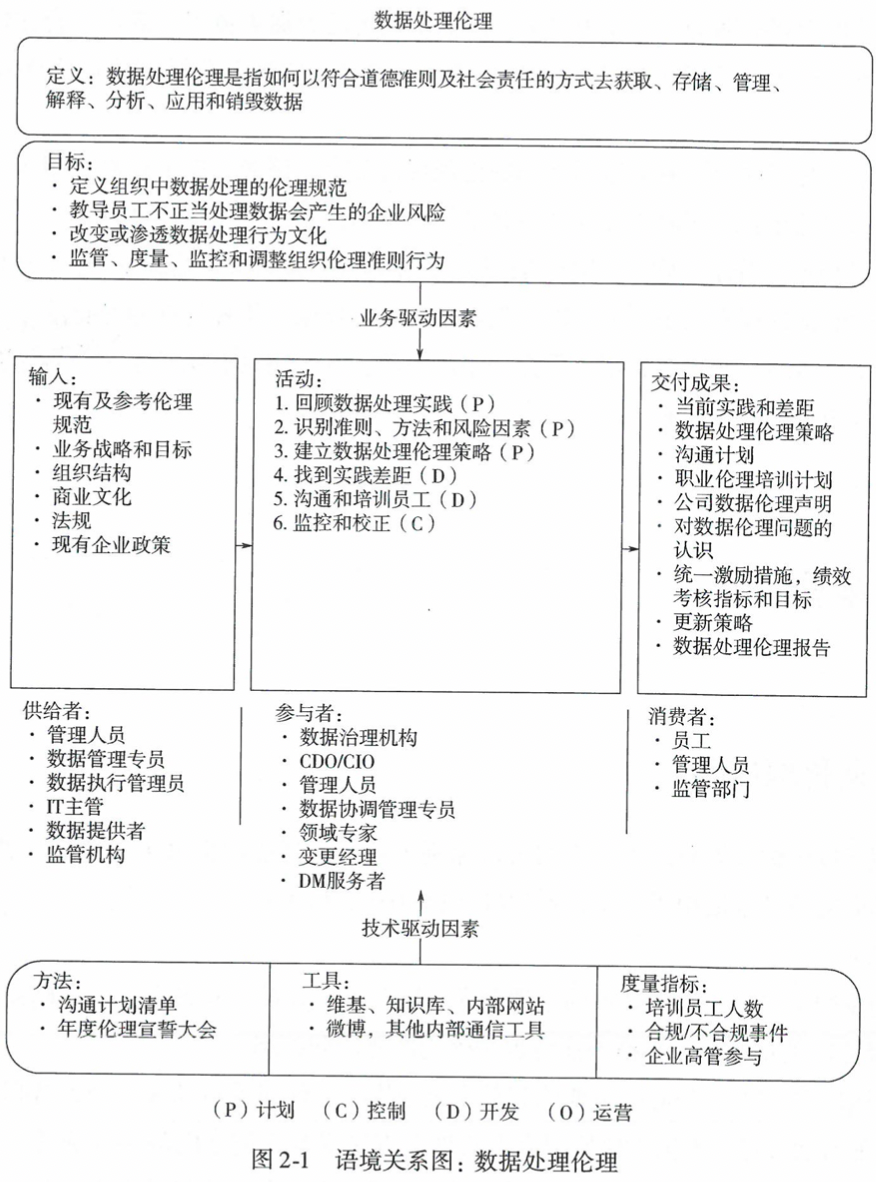 数据处理伦理
定义：数据处理伦理是指如何以符合道德准则及社会责任的方式去获取、存储、管理、
解释、分析、应用和销毁数据
目标：
· 定义组织中数据处理的伦理规范
· 教导员工不正当处理数据会产生的企业风险
· 改变或渗透数据处理行为文化
· 监管、度量、监控和调整组织伦理准则行为
业务驱动因素
输入：
· 现有及参考伦理
规范
· 业务战略和目标
· 组织结构
· 商业文化
· 法规
· 现有企业政策
活动：
1. 回顾数据处理实践（P）
2. 识别准则、方法和风险因素（P）
3. 建立数据处理伦理策略（P）
4. 找到实践差距（D）
5. 沟通和培训员工（D）
6. 监控和校正（C）
交付成果：
· 当前实践和差距
· 数据处理伦理策略
· 沟通计划
· 职业伦理培训计划
· 公司数据伦理声明
· 对数据伦理问题的
认识
· 统一激励措施，绩效
考核指标和目标
· 更新策略
· 数据处理伦理报告
供给者：
· 管理人员
· 数据管理专员
· 数据执行管理员
· IT主管
· 数据提供者
· 监管机构
参与者：
· 数据治理机构
· CDO/CIO
· 管理人员
· 数据协调管理专员
· 领域专家
· 变更经理
· DM服务者
消费者：
· 员工
· 管理人员
· 监管部门
技术驱动因素
方法：
· 沟通计划清单
· 年度伦理宣誓大会
工具：
· 维基、知识库、内部网站
· 微博，其他内部通信工具
度量指标：
· 培训员工人数
· 合规/不合规事件
· 企业高管参与
（P）计划 （C）控制 （D）开发 （O）运营
图 2-1 语境关系图：数据处理伦理